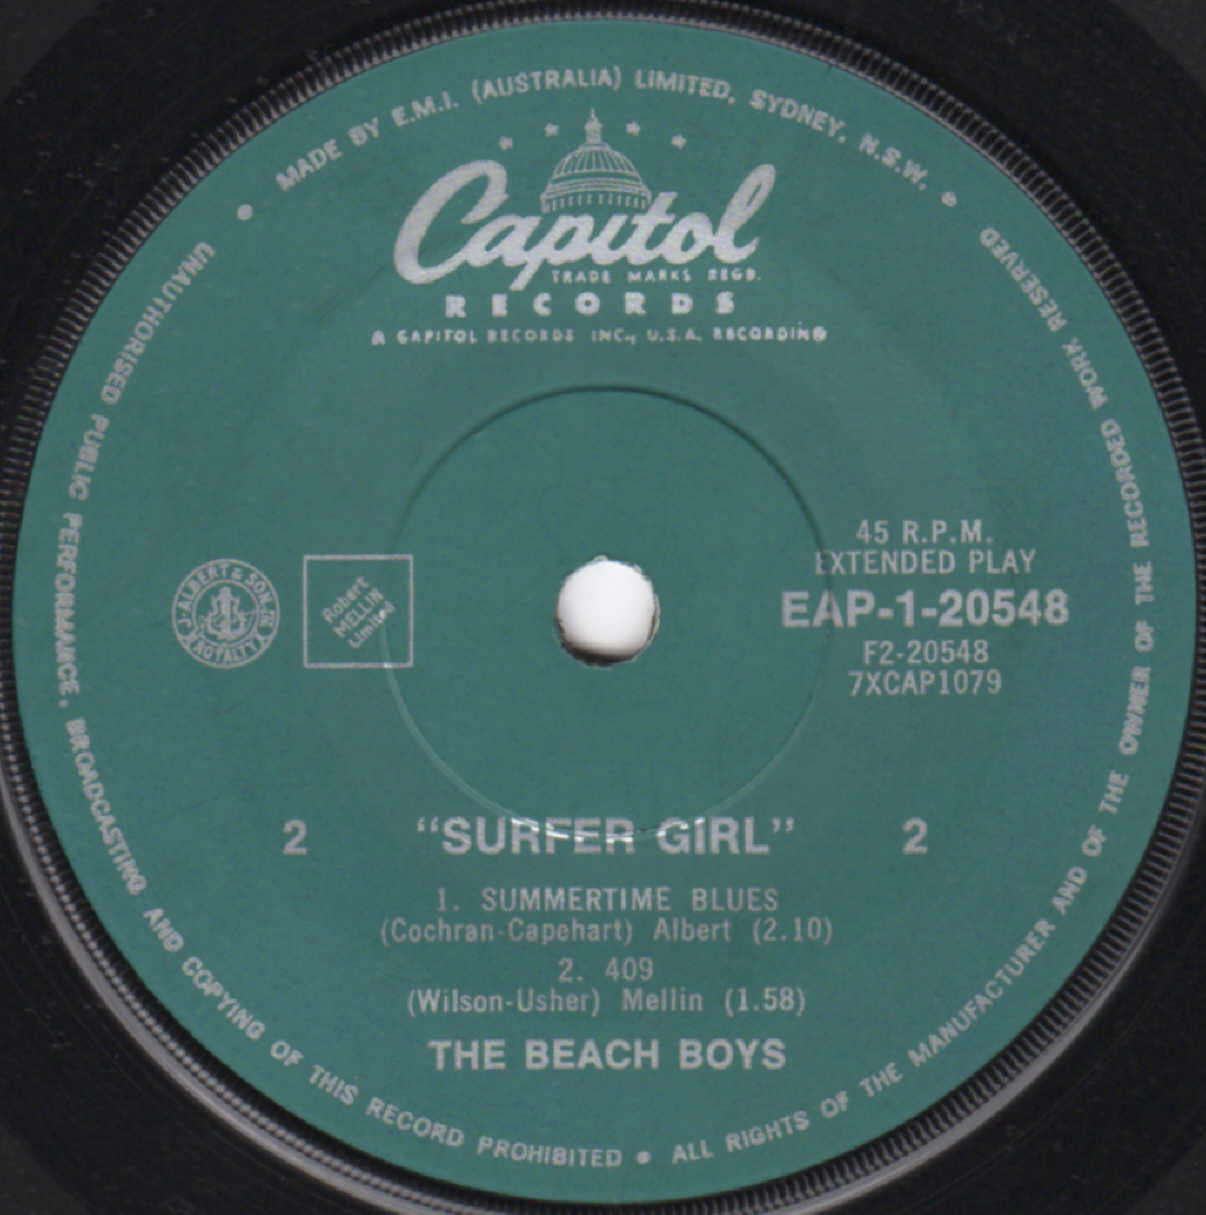 MADE BY E.M.I. (AUSTRALIA) LIMITED, SYDNEY, N.S.W.
Capitol
TRADE MARKS REGD.
RECORDS
A CAPITOL RECORDS INC., U.S.A. RECORDING
45 R.P.M.
EXTENDED PLAY
EAP-1-20548
F2-20548
7XCAP1079
J. ALBERT & SON
ROYALTY
Robert
MELLIN
Limited
2 "SURFER GIRL" 2
1. SUMMERTIME BLUES
(Cochran-Capehart) Albert (2.10)
2. 409
(Wilson-Usher) Mellin (1.58)
THE BEACH BOYS
UNAUTHORISED PUBLIC PERFORMANCE, BROADCASTING AND COPYING OF THIS RECORD PROHIBITED • ALL RIGHTS OF THE MANUFACTURER AND OF THE OWNER OF THE RECORDED WORK RESERVED